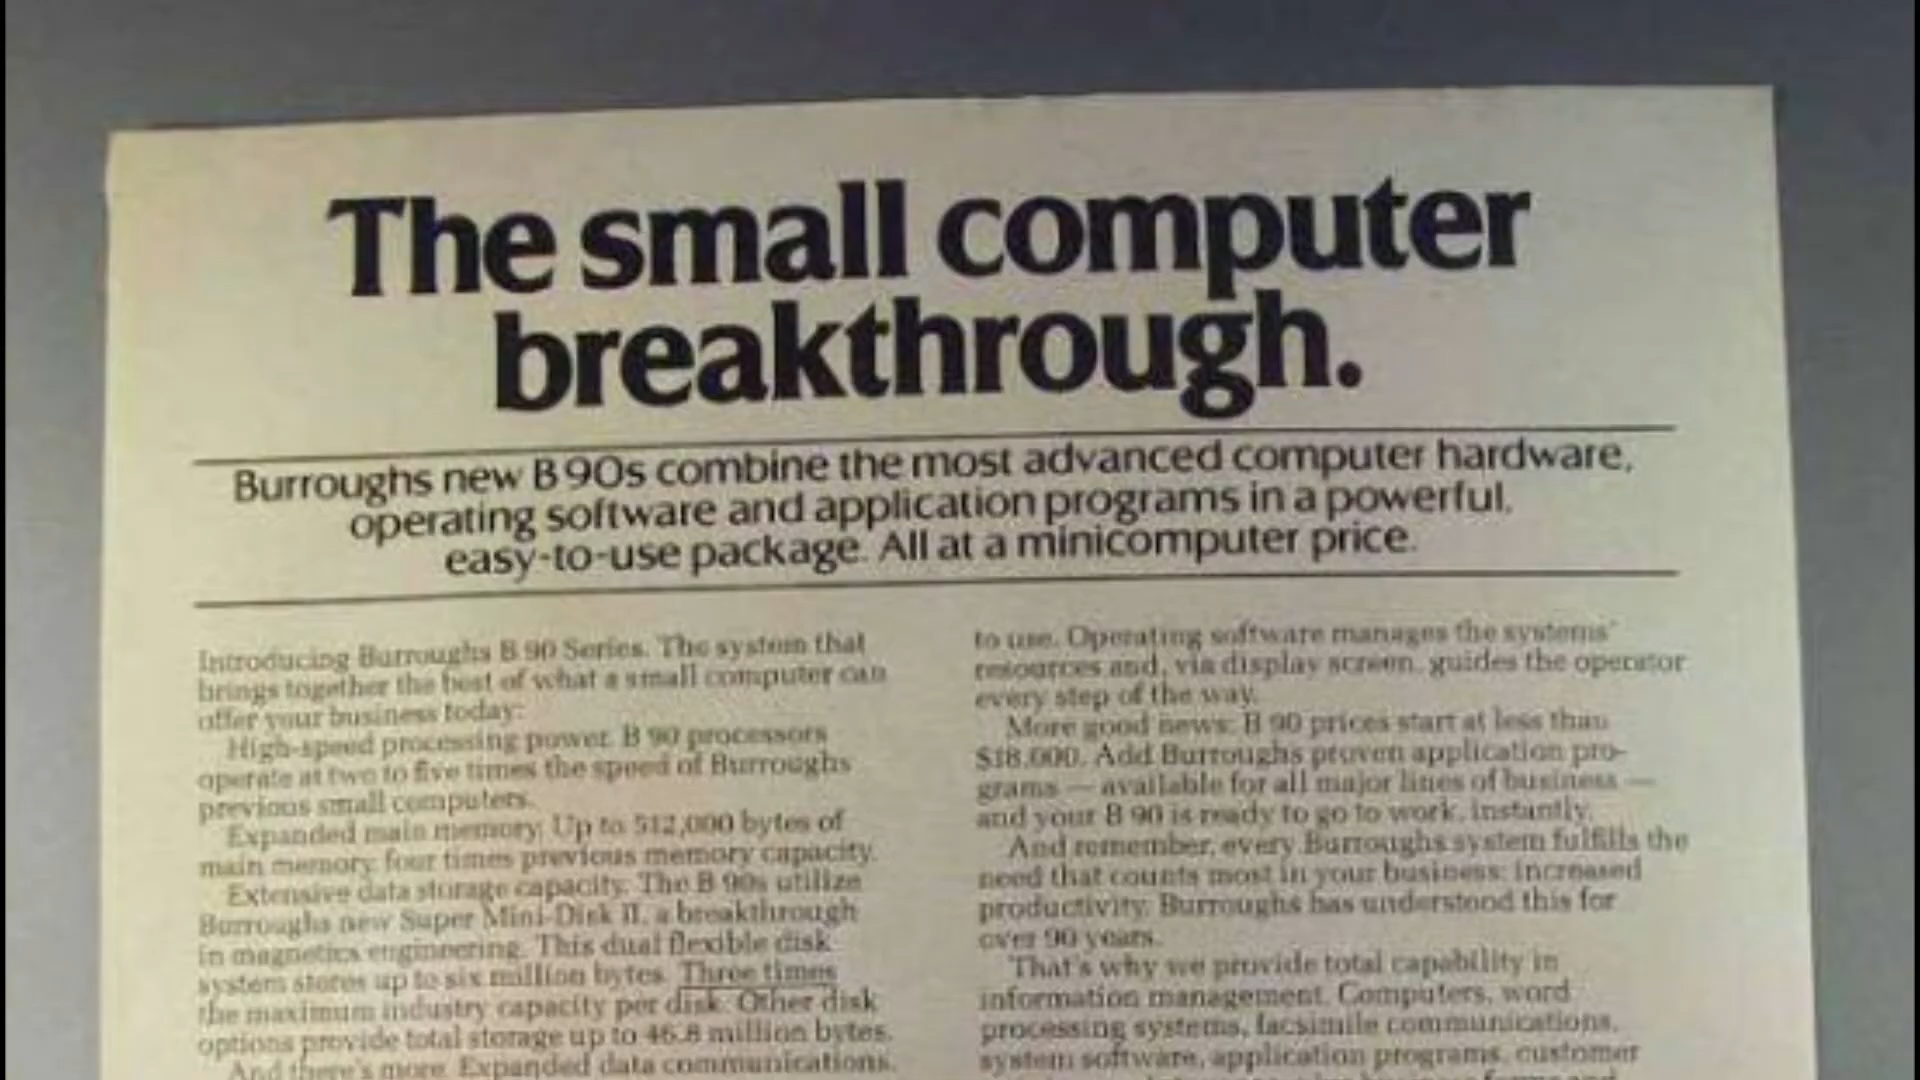 The small computer
breakthrough.
Burroughs new B 90s combine the most advanced computer hardware,
operating software and application programs in a powerful,
easy-to-use package. All at a minicomputer price.
Introducing Burroughs B 90 Series. The system that
brings together the best of what a small computer can
offer your business today:
High-speed processing power. B 90 processors
operate at two to five times the speed of Burroughs
previous small computers.
Expanded main memory. Up to 512,000 bytes of
main memory, four times previous memory capacity.
Extensive data storage capacity. The B 90s utilize
Burroughs new Super Mini-Disk II, a breakthrough
in magnetics engineering. This dual flexible disk
system stores up to six million bytes. Three times
the maximum industry capacity per disk. Other disk
options provide total storage up to 46.8 million bytes.
And there's more. Expanded data communications.
to use. Operating software manages the systems'
resources and, via display screen, guides the operator
every step of the way.
More good news: B 90 prices start at less than
$18,000. Add Burroughs proven application pro-
grams — available for all major lines of business —
and your B 90 is ready to go to work, instantly.
And remember, every Burroughs system fulfills the
need that counts most in your business: increased
productivity. Burroughs has understood this for
over 90 years.
That's why we provide total capability in
information management. Computers, word
processing systems, facsimile communications,
system software, application programs, customer